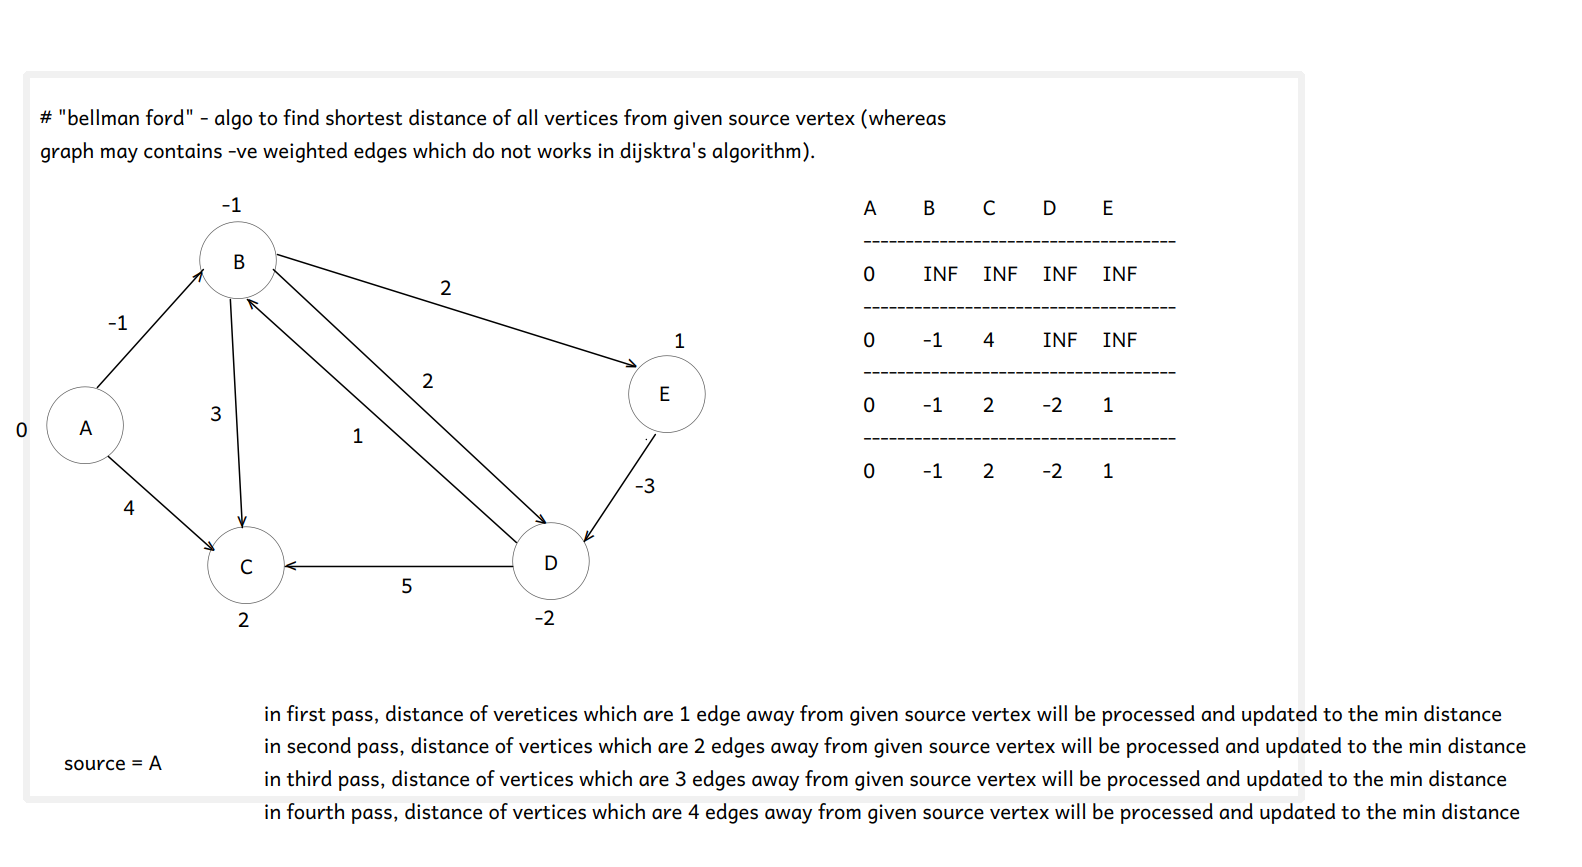 # "bellman ford" - algo to find shortest distance of all vertices from given source vertex (whereas
graph may contains -ve weighted edges which do not works in dijsktra's algorithm).
-1
B
2
-1
2
1
E
3
1
0
A
-3
4
C
D
5
2
-2
A B C D E
-------------------------------------
0 INF INF INF INF
-------------------------------------
0 -1 4 INF INF
-------------------------------------
0 -1 2 -2 1
-------------------------------------
0 -1 2 -2 1
source = A
in first pass, distance of veretices which are 1 edge away from given source vertex will be processed and updated to the min distance
in second pass, distance of vertices which are 2 edges away from given source vertex will be processed and updated to the min distance
in third pass, distance of vertices which are 3 edges away from given source vertex will be processed and updated to the min distance
in fourth pass, distance of vertices which are 4 edges away from given source vertex will be processed and updated to the min distance